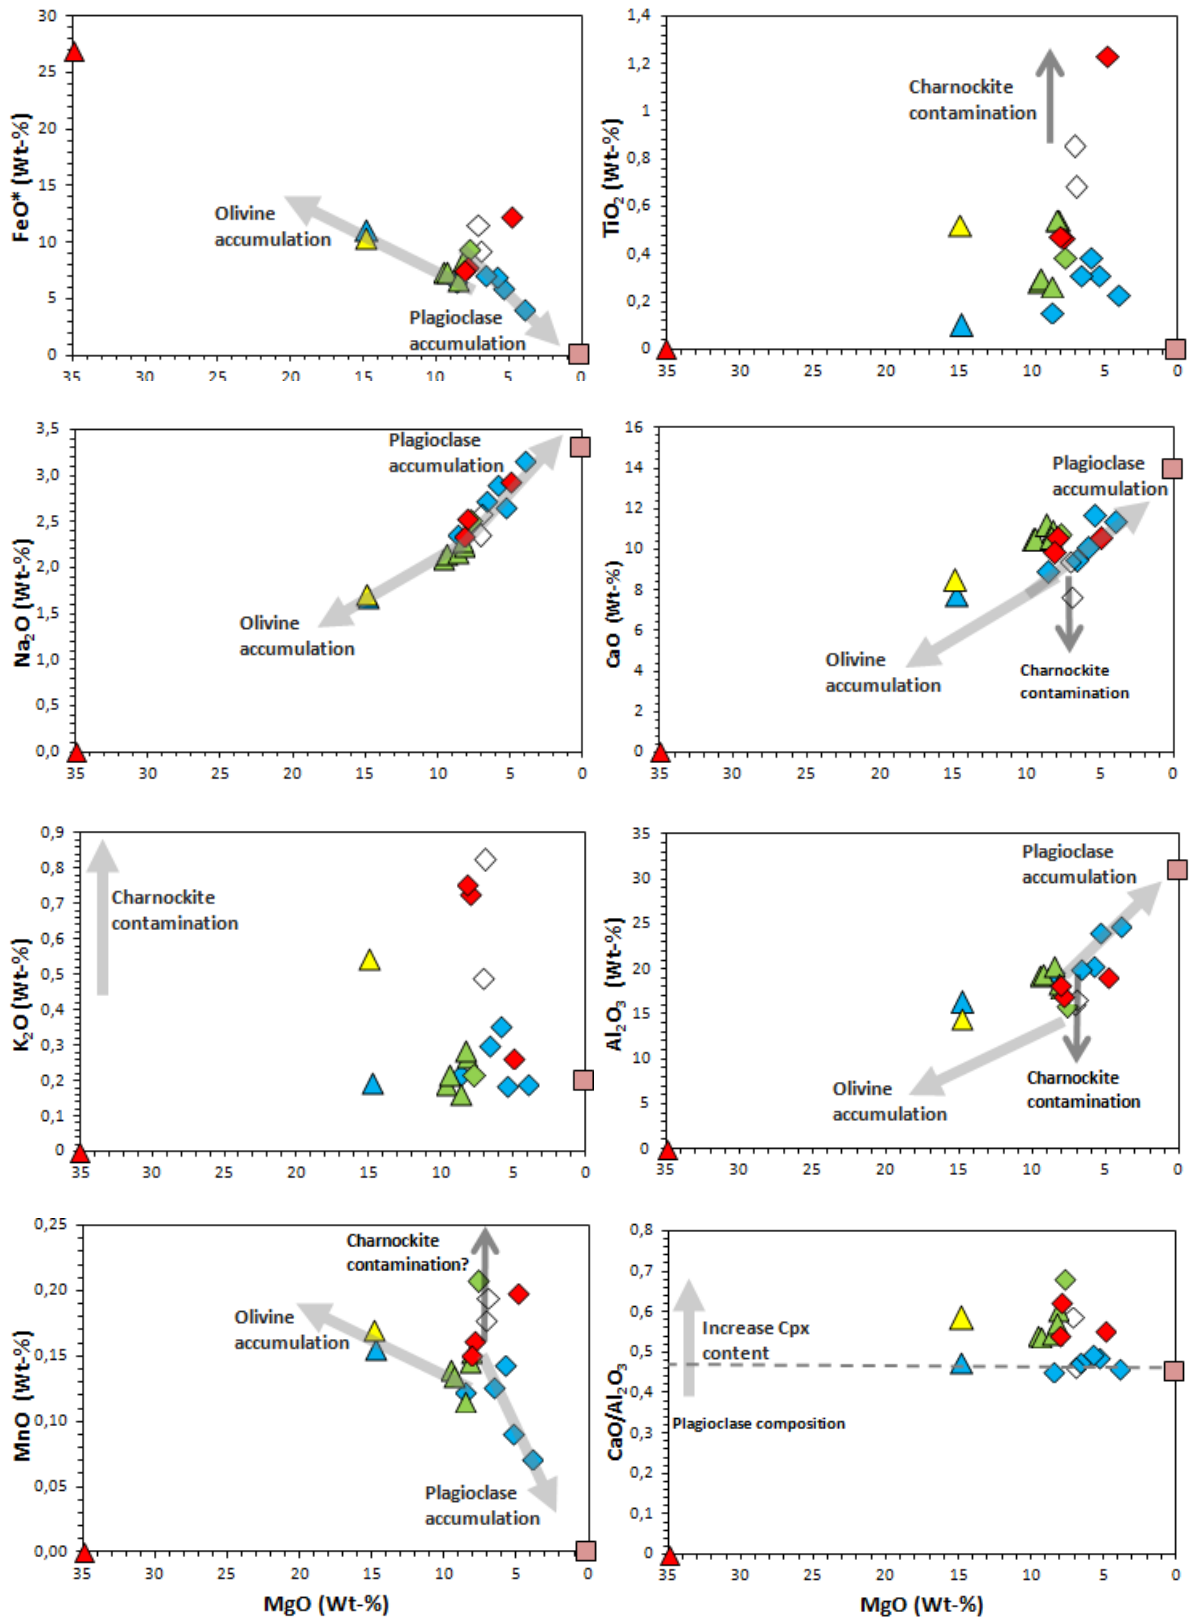 FeO* (Wt-%)
30
25
20
15
10
5
0
Olivine
accumulation
Plagioclase
accumulation
35 30 25 20 15 10 5 0
TiO2 (Wt-%)
1,4
1,2
1
0,8
0,6
0,4
0,2
0
Charnockite
contamination
35 30 25 20 15 10 5 0
Na2O (Wt-%)
3,5
3,0
2,5
2,0
1,5
1,0
0,5
0,0
Plagioclase
accumulation
Olivine
accumulation
35 30 25 20 15 10 5 0
CaO (Wt-%)
16
14
12
10
8
6
4
2
0
Plagioclase
accumulation
Olivine
accumulation
Charnockite
contamination
35 30 25 20 15 10 5 0
K2O (Wt-%)
0,9
0,8
0,7
0,6
0,5
0,4
0,3
0,2
0,1
0
Charnockite
contamination
35 30 25 20 15 10 5 0
Al2O3 (Wt-%)
35
30
25
20
15
10
5
0
Plagioclase
accumulation
Olivine
accumulation
Charnockite
contamination
35 30 25 20 15 10 5 0
MnO (Wt-%)
0,25
0,20
0,15
0,10
0,05
0,00
Charnockite
contamination?
Olivine
accumulation
Plagioclase
accumulation
35 30 25 20 15 10 5 0
MgO (Wt-%)
CaO/Al2O3
0,8
0,7
0,6
0,5
0,4
0,3
0,2
0,1
0
Increase Cpx
content
Plagioclase composition
35 30 25 20 15 10 5 0
MgO (Wt-%)